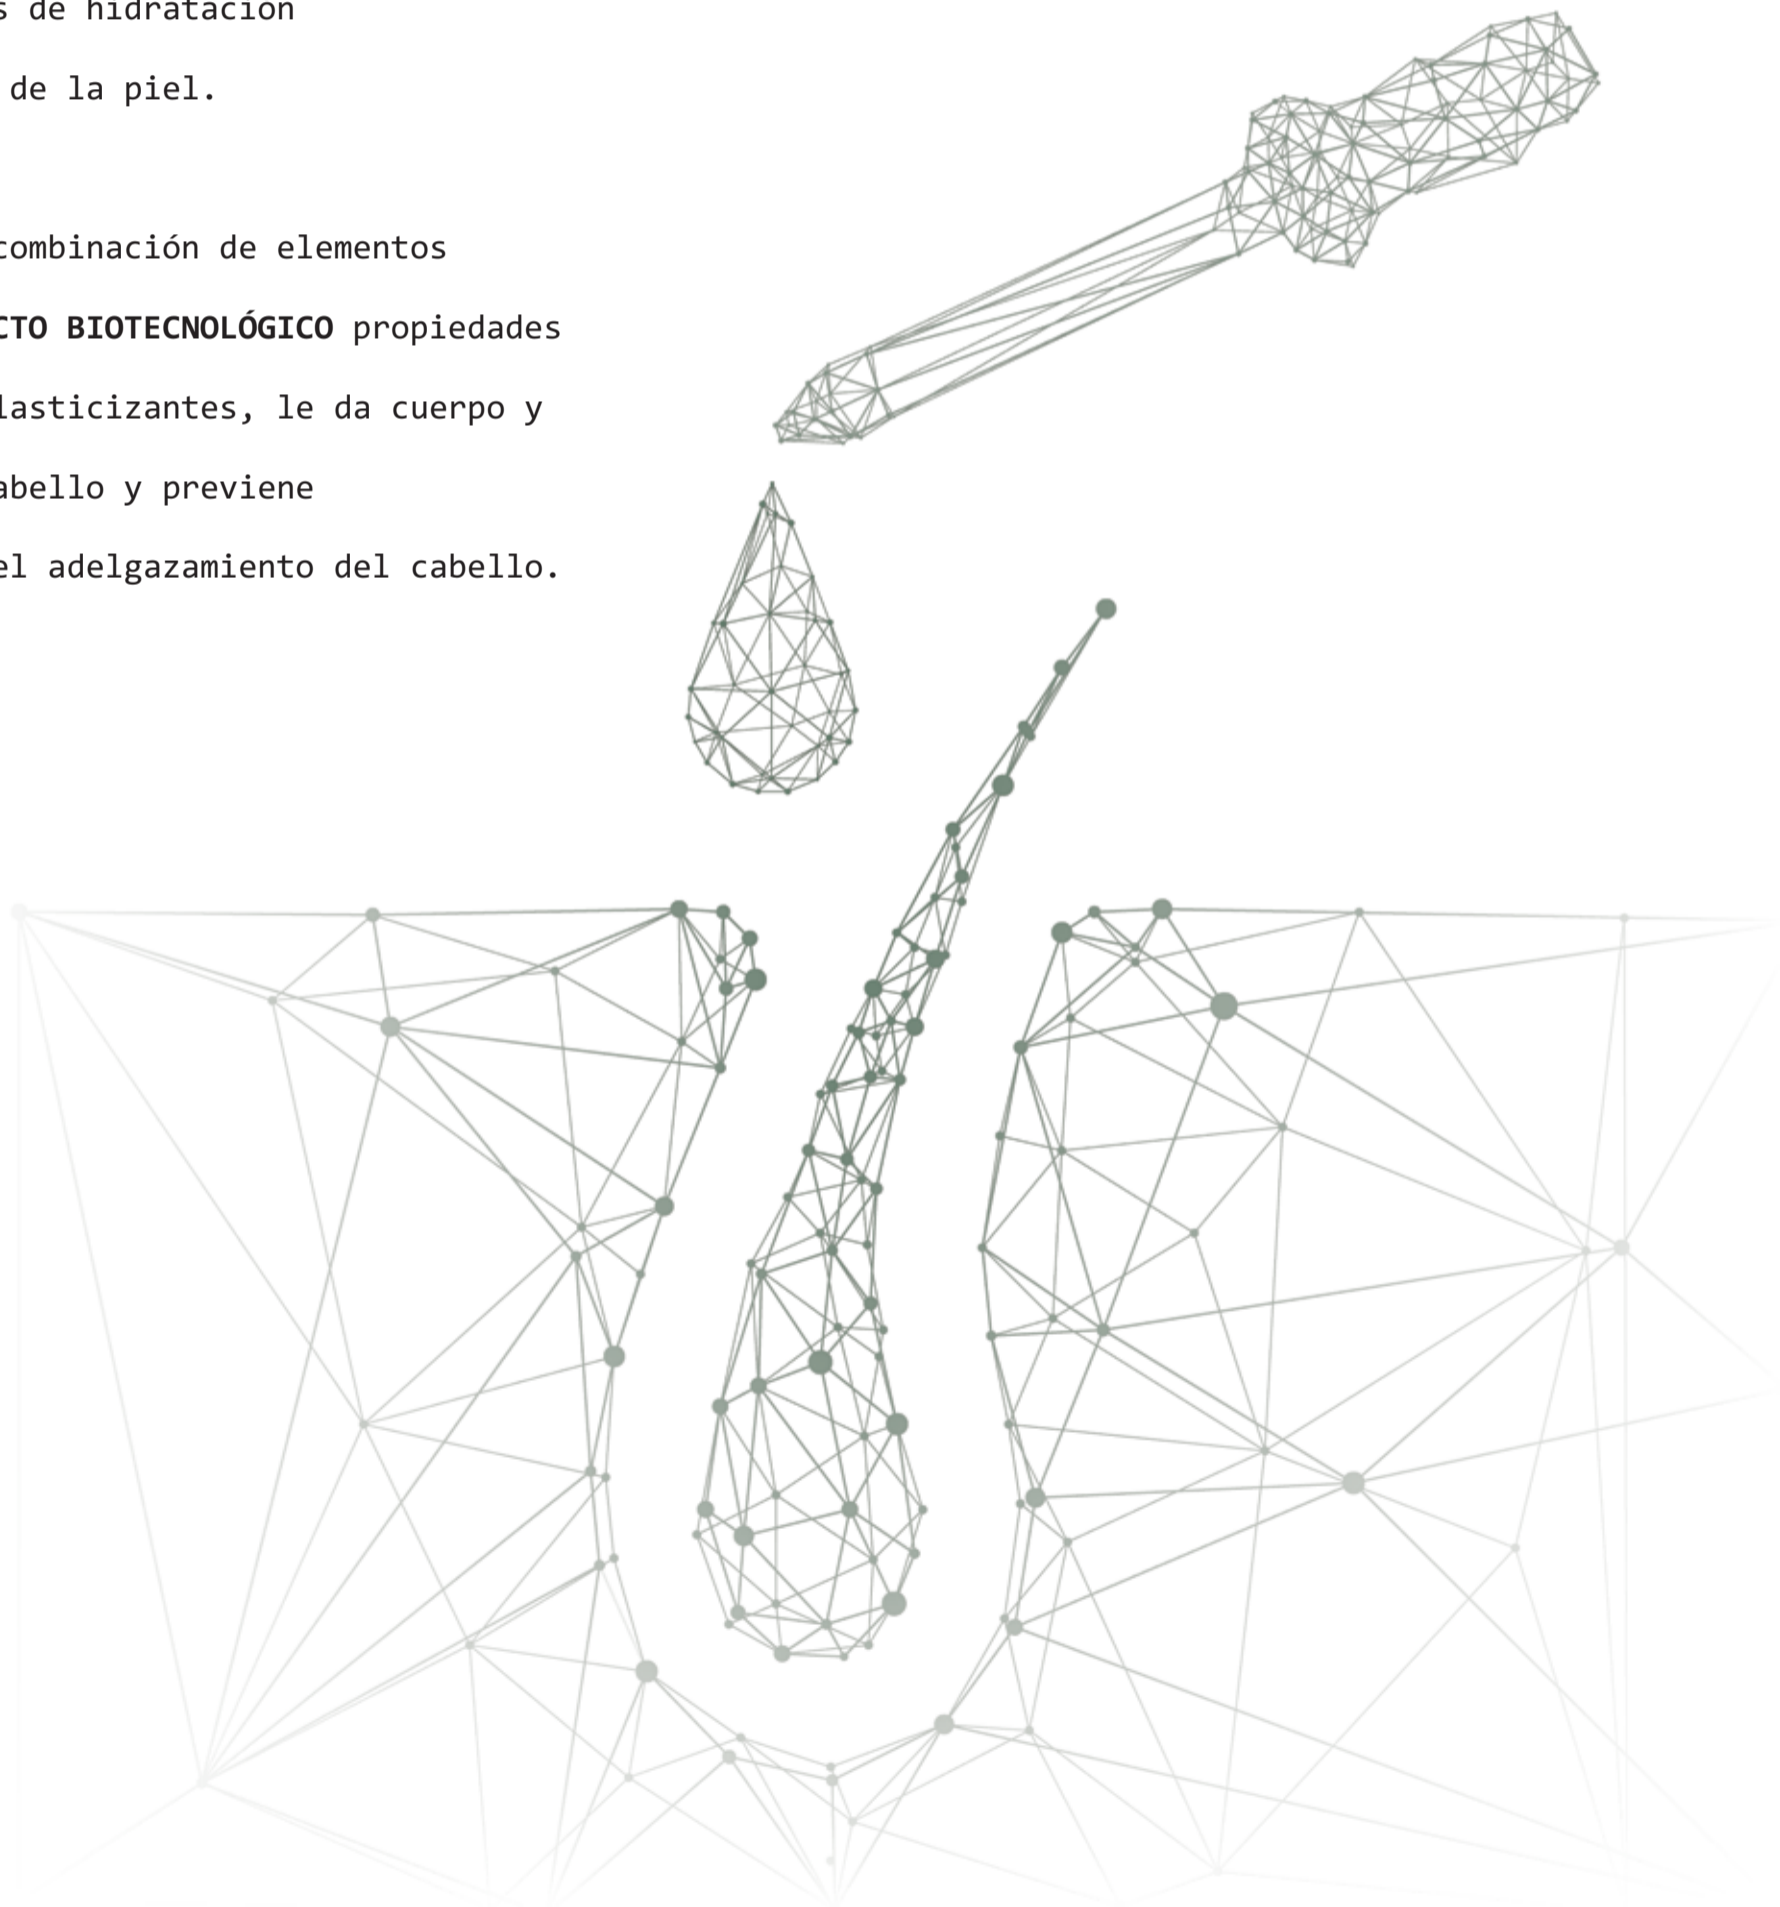 s de hidratación
de la piel.
combinación de elementos
CTO BIOTECNOLÓGICO propiedades
lasticizantes, le da cuerpo y
abello y previene
el adelgazamiento del cabello.